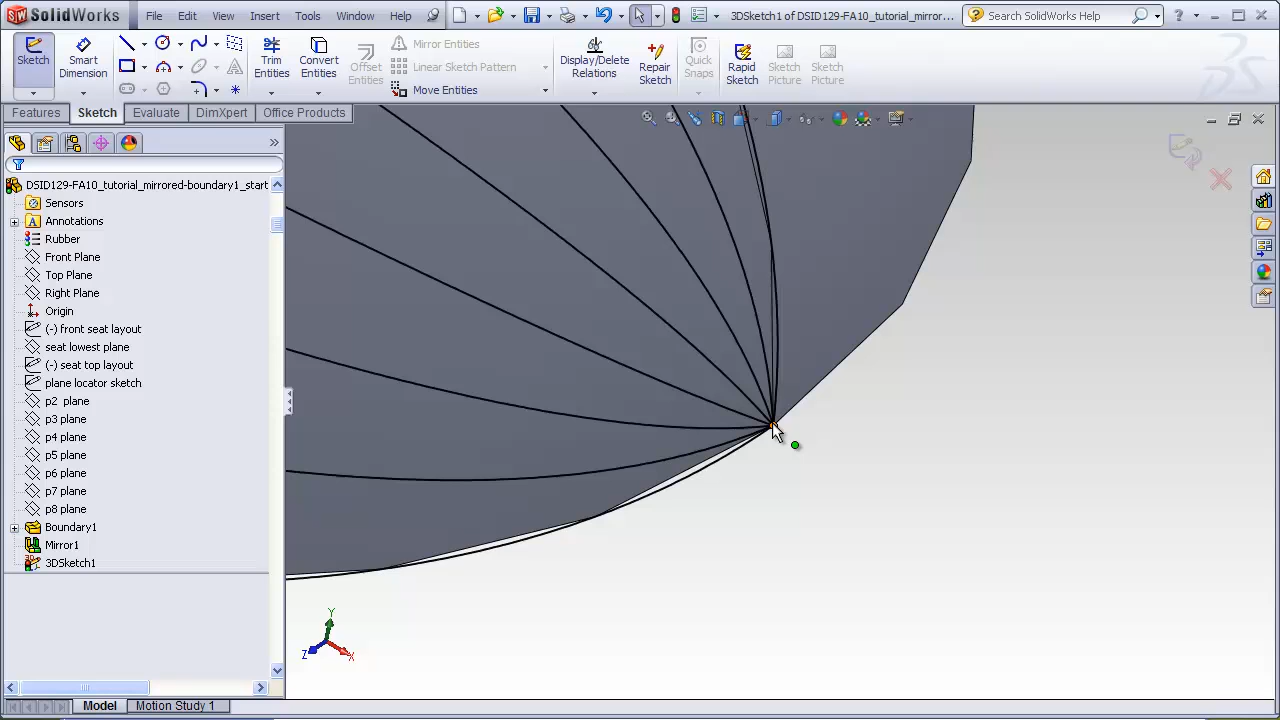 SolidWorks File Edit View Insert Tools Window Help 3DSketch1 of DSID129-FA10_tutorial_mirror... Search SolidWorks Help
Sketch Smart Dimension Trim Entities Convert Entities Offset Entities Mirror Entities Linear Sketch Pattern Move Entities Display/Delete Relations Repair Sketch Quick Snaps Rapid Sketch Sketch Picture Sketch Picture
Features Sketch Evaluate DimXpert Office Products
DSID129-FA10_tutorial_mirrored-boundary1_start
Sensors
Annotations
Rubber
Front Plane
Top Plane
Right Plane
Origin
(-) front seat layout
seat lowest plane
(-) seat top layout
plane locator sketch
p2 plane
p3 plane
p4 plane
p5 plane
p6 plane
p7 plane
p8 plane
Boundary1
Mirror1
3DSketch1
Y
Z X
Model Motion Study 1